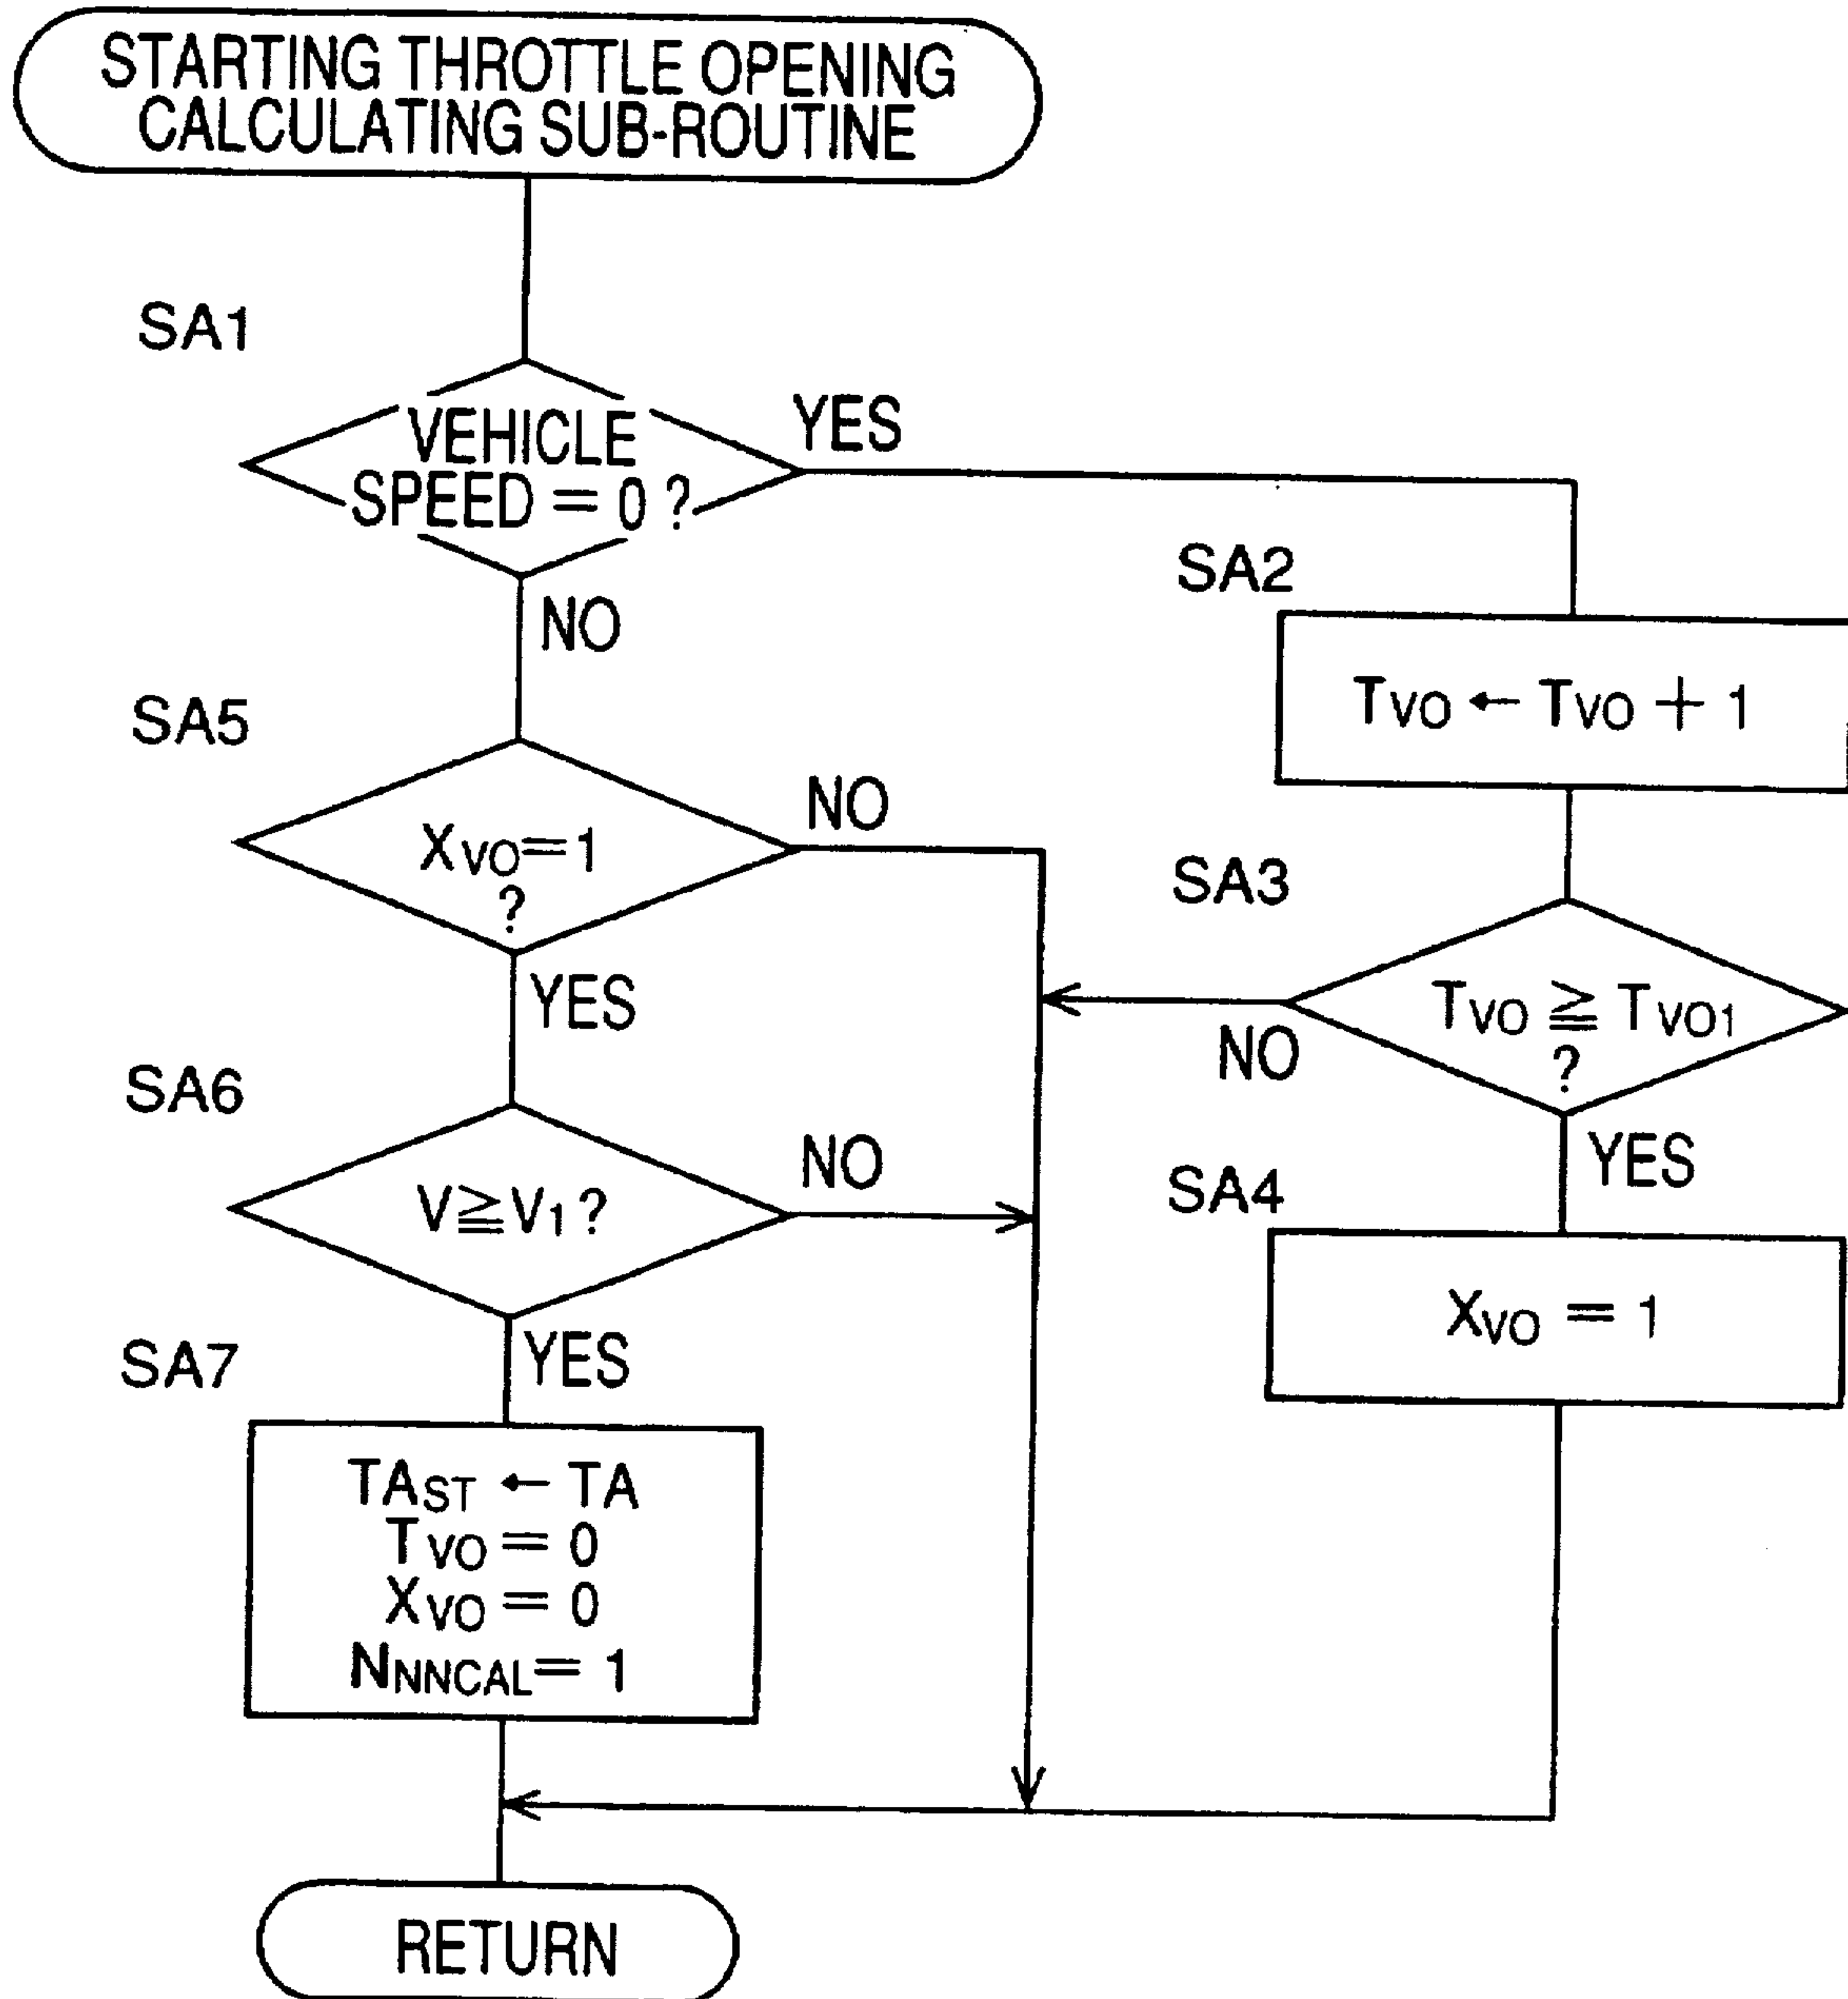 STARTING THROTTLE OPENING
CALCULATING SUB-ROUTINE
SA1
VEHICLE
SPEED = 0 ?
YES
NO
SA2
Tvo ← Tvo + 1
SA5
Xvo=1
?
NO
YES
SA3
Tvo ≧ Tvo1
?
NO
YES
SA6
V≧V1?
NO
YES
SA4
Xvo = 1
SA7
TAST ← TA
Tvo = 0
Xvo = 0
NNNCAL = 1
RETURN